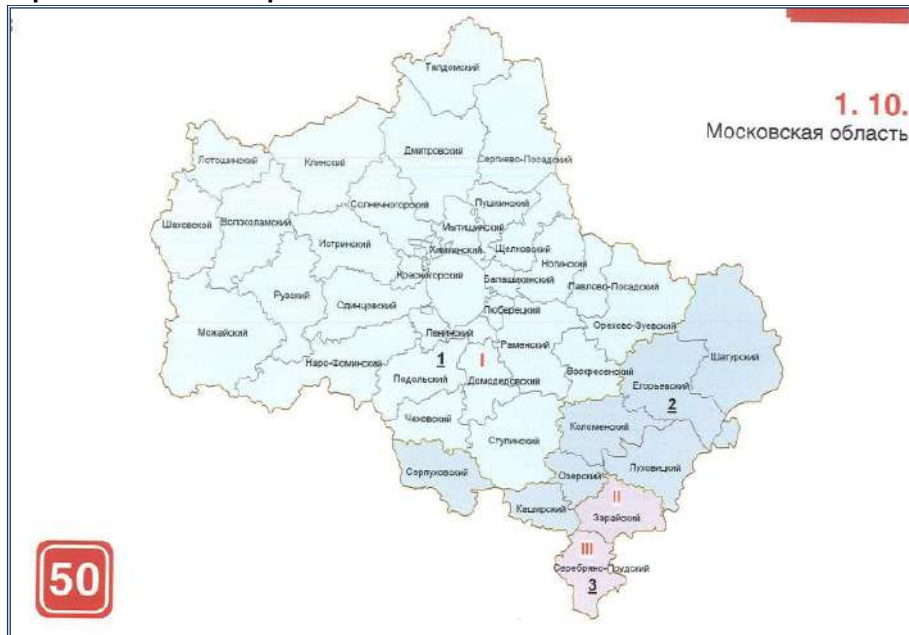 1. 10.
Московская область
Талдомский
Дмитровский
Сергиево-Посадский
Лотошинский
Клинский
Солнечногорский
Пушкинский
Шаховской
Волоколамский
Мытищинский
Истринский
Химкинский
Щелковский
Ногинский
Красногорский
Балашихинский
Павлово-Посадский
Рузский
Одинцовский
Люберецкий
Можайский
Ленинский
Орехово-Зуевский
Наро-Фоминский
1
I
Раменский
Шатурский
Подольский
Домодедовский
Воскресенский
Егорьевский
2
Чеховский
Ступинский
Коломенский
Серпуховский
Озерский
Луховицкий
Каширский
II
Зарайский
III
Серебряно-Прудский
3
50